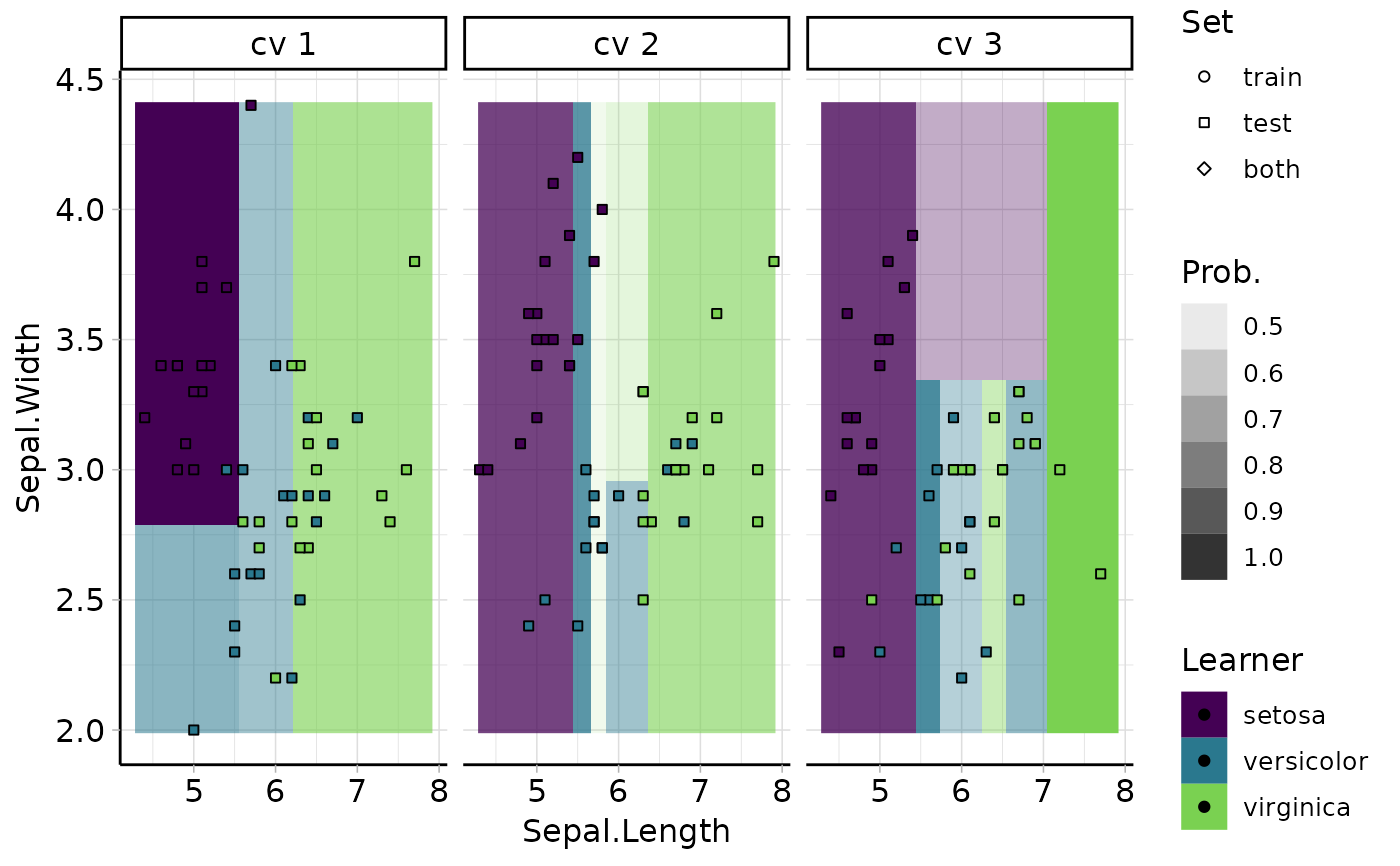 cv 1
cv 2
cv 3
4.5
4.0
3.5
3.0
2.5
2.0
Sepal.Width
5 6 7 8
5 6 7 8
5 6 7 8
Sepal.Length
Set
train
test
both
Prob.
0.5
0.6
0.7
0.8
0.9
1.0
Learner
setosa
versicolor
virginica